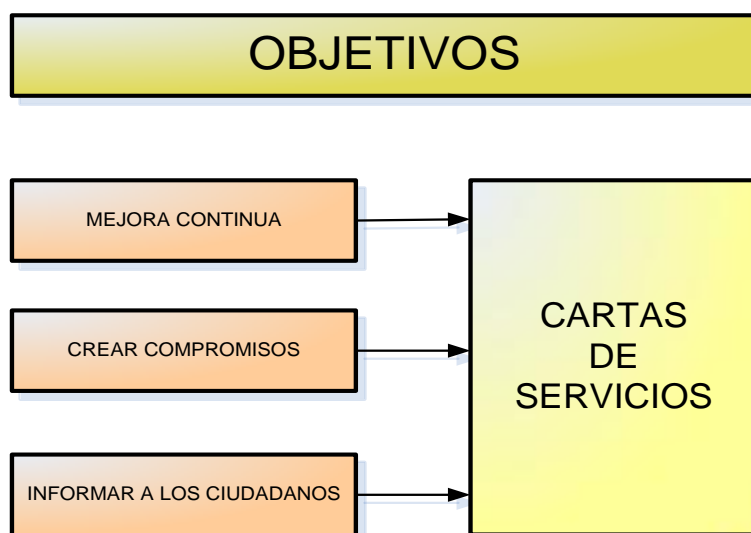 OBJETIVOS
MEJORA CONTINUA
CREAR COMPROMISOS
INFORMAR A LOS CIUDADANOS
CARTAS
DE
SERVICIOS